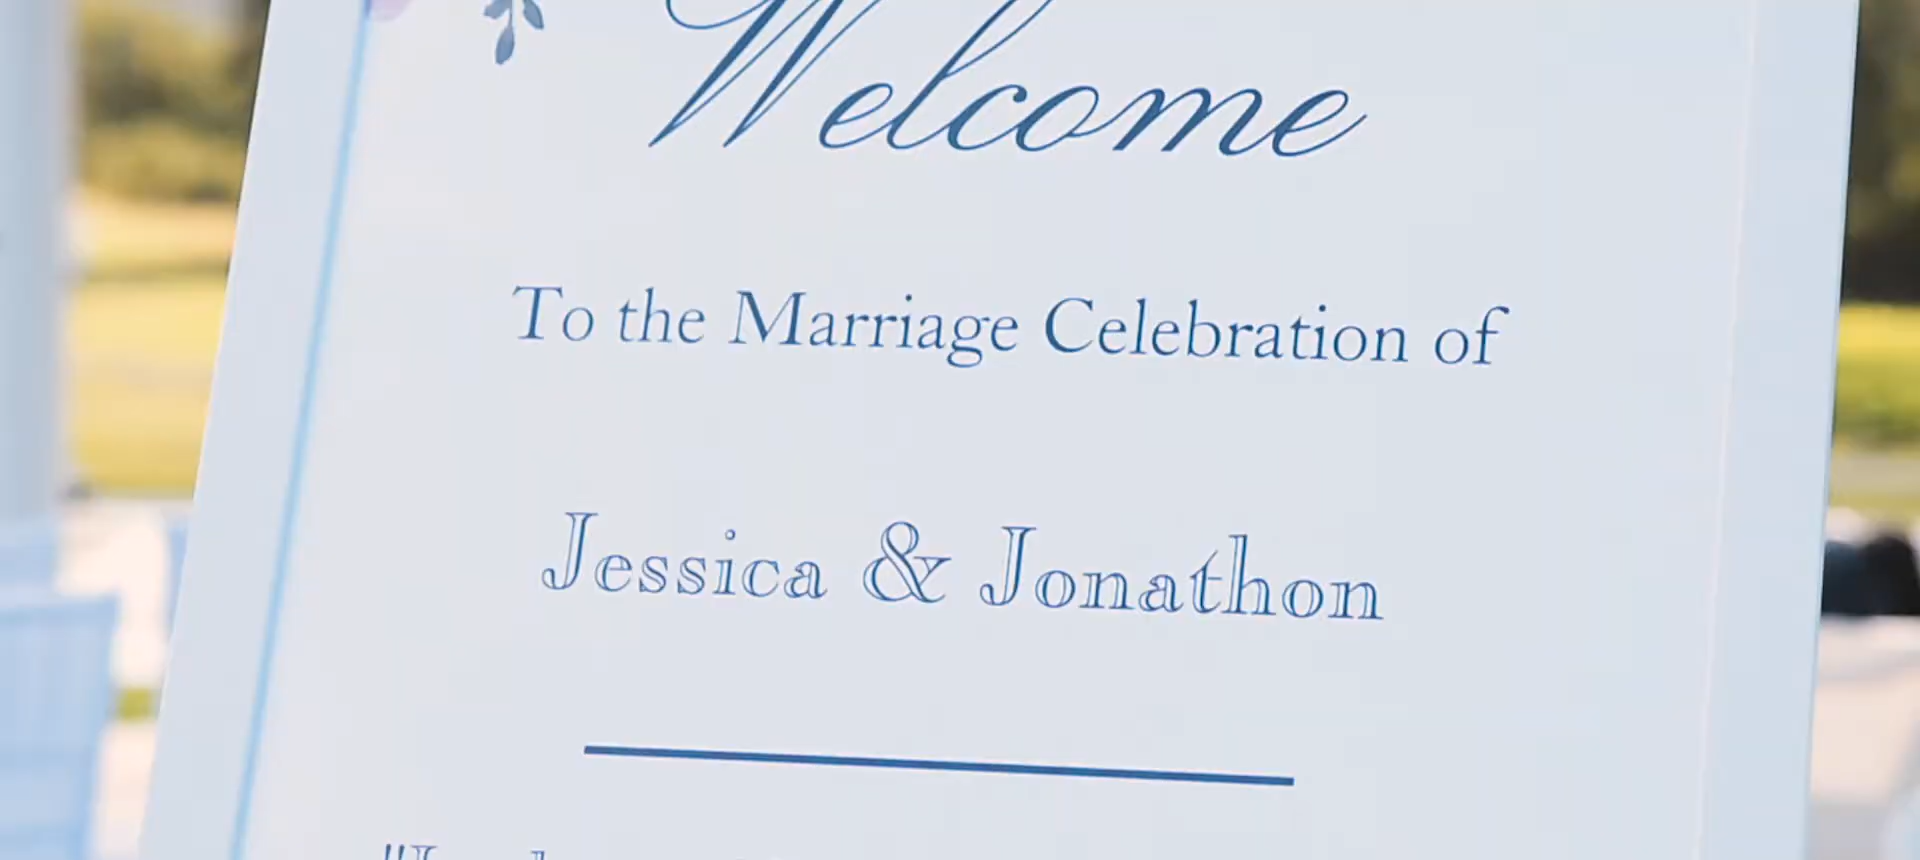 Welcome
To the Marriage Celebration of
Jessica & Jonathon